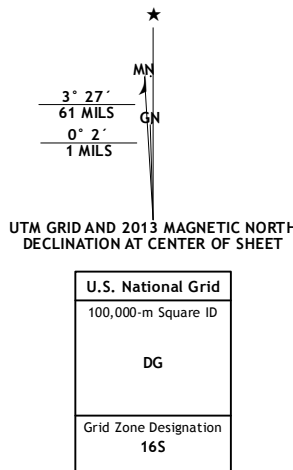 MN
3° 27´
61 MILS
GN
0° 2´
1 MILS
UTM GRID AND 2013 MAGNETIC NORTH
DECLINATION AT CENTER OF SHEET
U.S. National Grid
100,000-m Square ID
DG
Grid Zone Designation
16S